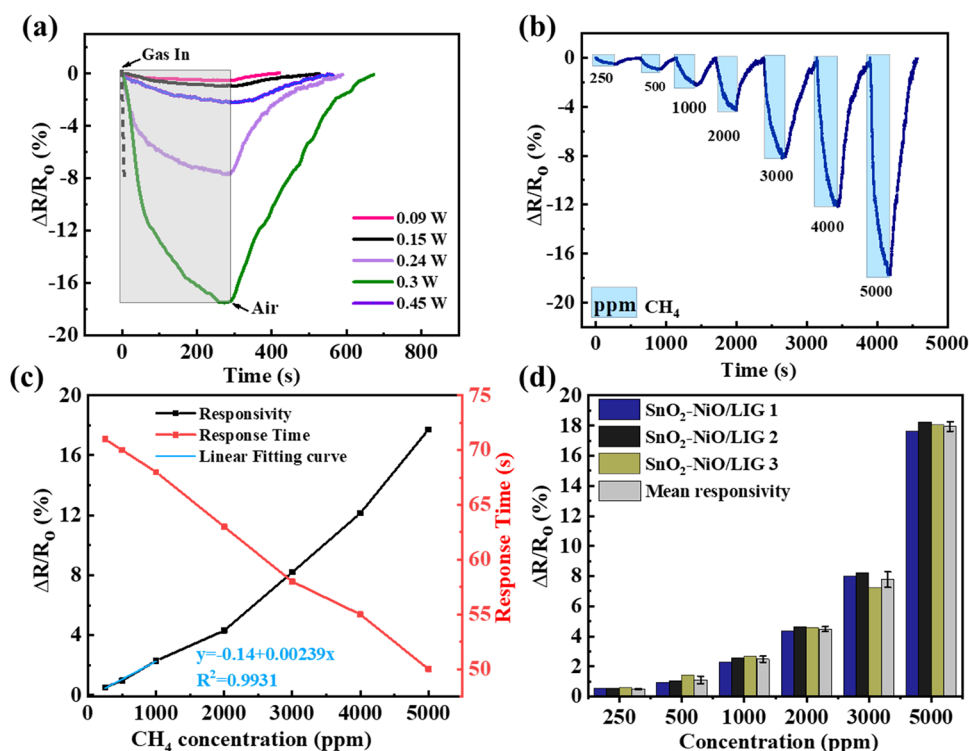 (a)
Gas In
0
-4
-8
-12
-16
-20
ΔR/R₀ (%)
0.09 W
0.15 W
0.24 W
0.3 W
0.45 W
Air
0 200 400 600 800
Time (s)
(b)
0
-4
-8
-12
-16
-20
ΔR/R₀ (%)
250
500
1000
2000
3000
4000
5000
ppm CH₄
0 1000 2000 3000 4000 5000
Time (s)
(c)
20
16
12
8
4
0
ΔR/R₀ (%)
Responsivity
Response Time
Linear Fitting curve
y=-0.14+0.00239x
R²=0.9931
75
70
65
60
55
50
Response Time (s)
0 1000 2000 3000 4000 5000
CH₄ concentration (ppm)
(d)
20
18
16
14
12
10
8
6
4
2
0
ΔR/R₀ (%)
SnO₂-NiO/LIG 1
SnO₂-NiO/LIG 2
SnO₂-NiO/LIG 3
Mean responsivity
250 500 1000 2000 3000 5000
Concentration (ppm)